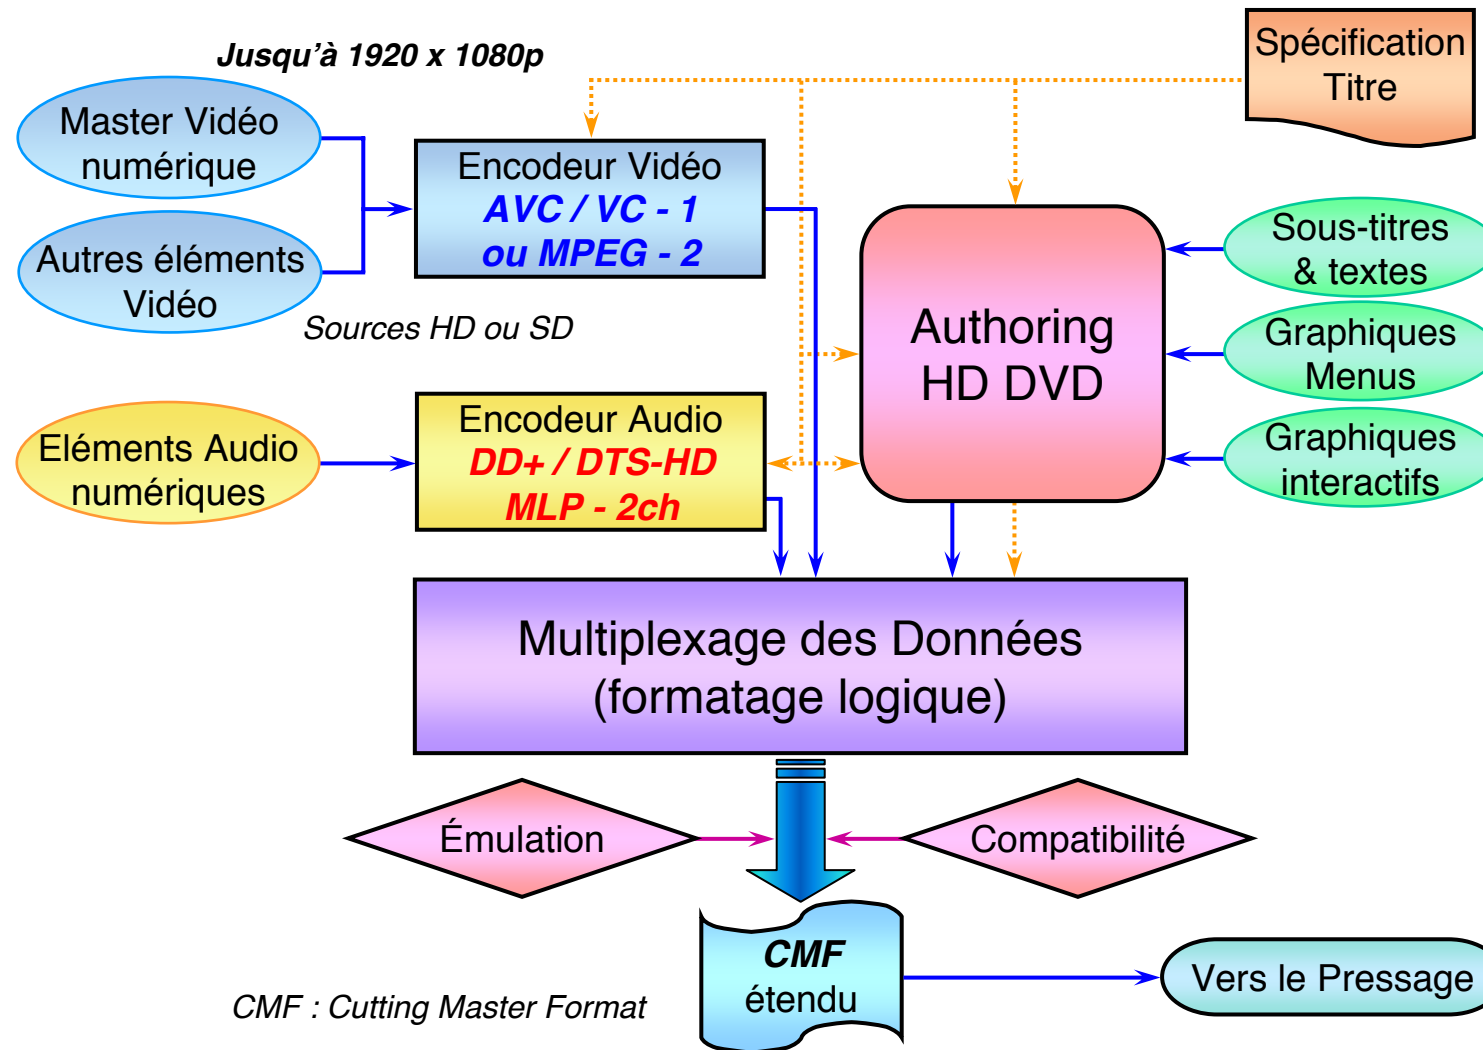 Jusqu'à 1920 x 1080p
Spécification
Titre
Master Vidéo
numérique
Encodeur Vidéo
AVC / VC - 1
ou MPEG - 2
Autres éléments
Vidéo
Sources HD ou SD
Authoring
HD DVD
Sous-titres
& textes
Graphiques
Menus
Graphiques
interactifs
Eléments Audio
numériques
Encodeur Audio
DD+ / DTS-HD
MLP - 2ch
Multiplexage des Données
(formatage logique)
Émulation
Compatibilité
CMF
étendu
Vers le Pressage
CMF : Cutting Master Format